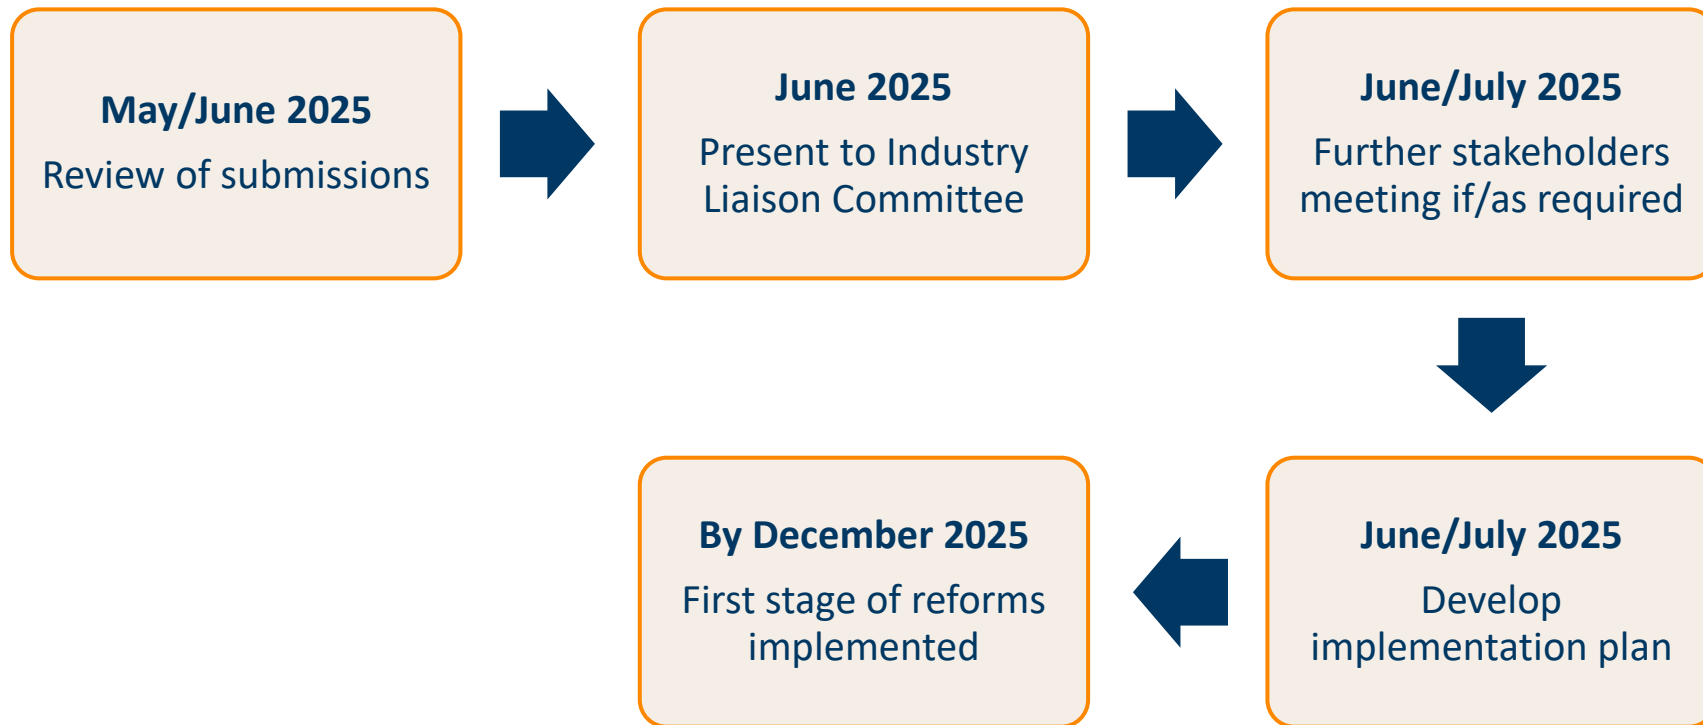 May/June 2025
Review of submissions
June 2025
Present to Industry
Liaison Committee
June/July 2025
Further stakeholders
meeting if/as required
June/July 2025
Develop
implementation plan
By December 2025
First stage of reforms
implemented